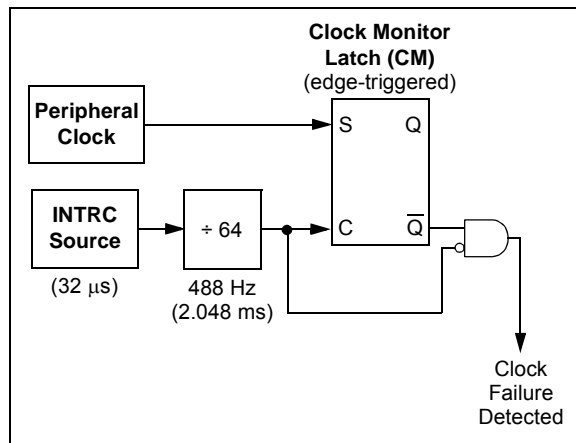 Clock Monitor
Latch (CM)
(edge-triggered)
Peripheral
Clock
S
Q
INTRC
Source
(32 μs)
÷ 64
488 Hz
(2.048 ms)
C
Q̅
Clock
Failure
Detected